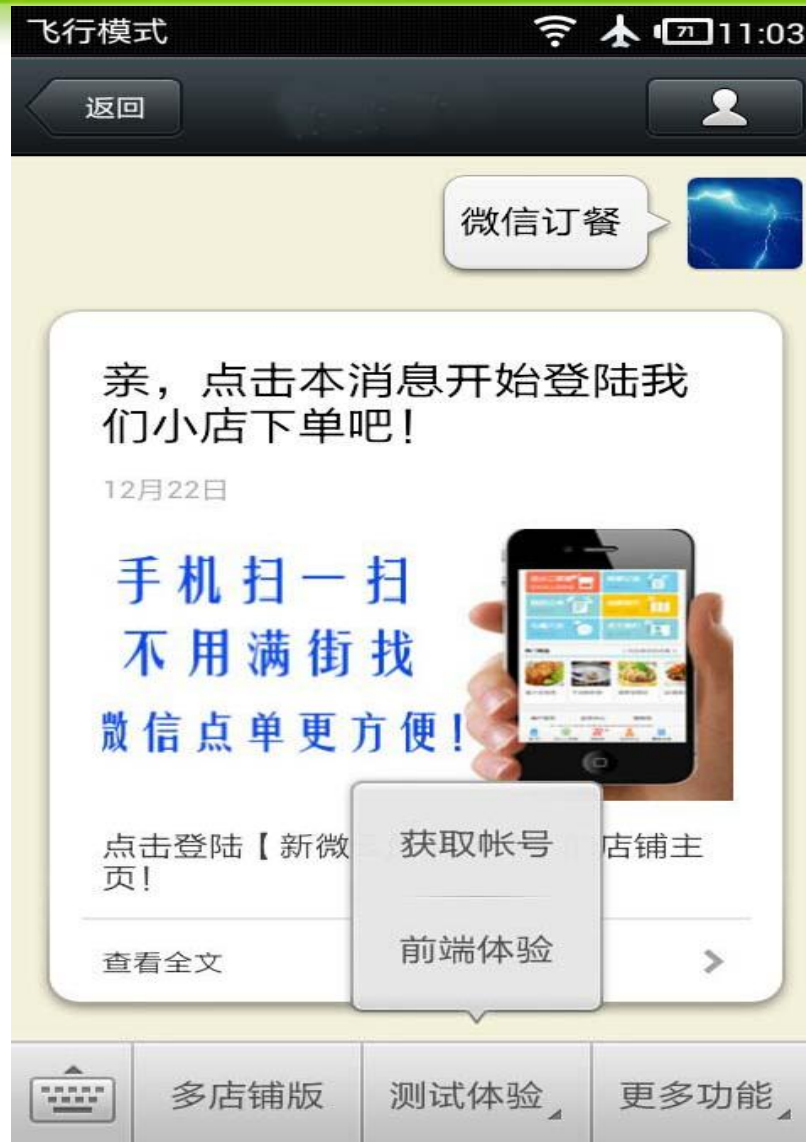 飞行模式
71 11:03
返回
微信订餐
亲，点击本消息开始登陆我
们小店下单吧！
12月22日
手机扫一扫
不用满街找
微信点单更方便！
点击登陆【新微
店铺主
页！
获取帐号
前端体验
查看全文
多店铺版
测试体验
更多功能